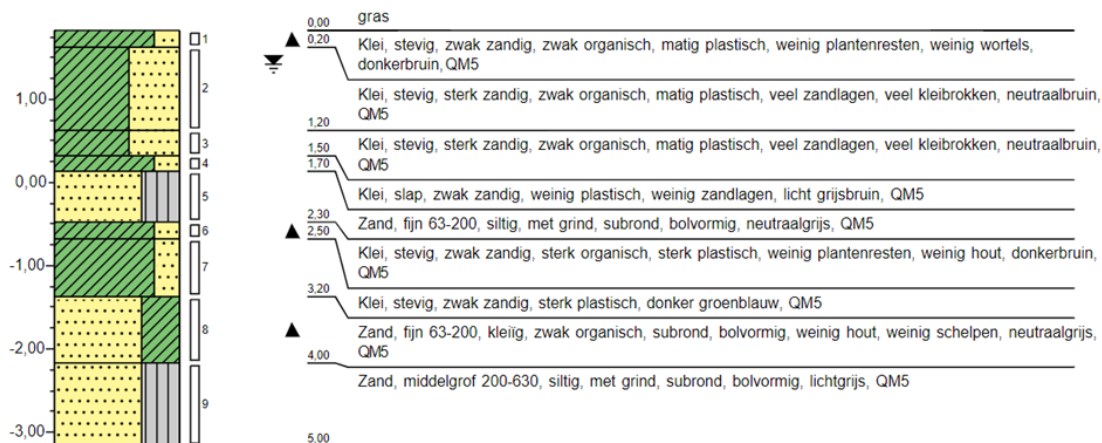 gras
0,00
1
0,20
Klei, stevig, zwak zandig, zwak organisch, matig plastisch, weinig plantenresten, weinig wortels,
donkerbruin, QM5
2
1,00
Klei, stevig, sterk zandig, zwak organisch, matig plastisch, veel zandlagen, veel kleibrokken, neutraalbruin,
QM5
1,20
3
Klei, stevig, sterk zandig, zwak organisch, matig plastisch, veel zandlagen, veel kleibrokken, neutraalbruin,
QM5
1,50
4
1,70
0,00
5
Klei, slap, zwak zandig, weinig plastisch, weinig zandlagen, licht grijsbruin, QM5
2,30
Zand, fijn 63-200, siltig, met grind, subrond, bolvormig, neutraalgrijs, QM5
6
2,50
Klei, stevig, zwak zandig, sterk organisch, sterk plastisch, weinig plantenresten, weinig hout, donkerbruin,
QM5
-1,00
7
3,20
Klei, stevig, zwak zandig, sterk plastisch, donker groenblauw, QM5
8
Zand, fijn 63-200, kleiïg, zwak organisch, subrond, bolvormig, weinig hout, weinig schelpen, neutraalgrijs,
QM5
-2,00
4,00
Zand, middelgrof 200-630, siltig, met grind, subrond, bolvormig, lichtgrijs, QM5
9
-3,00
5,00